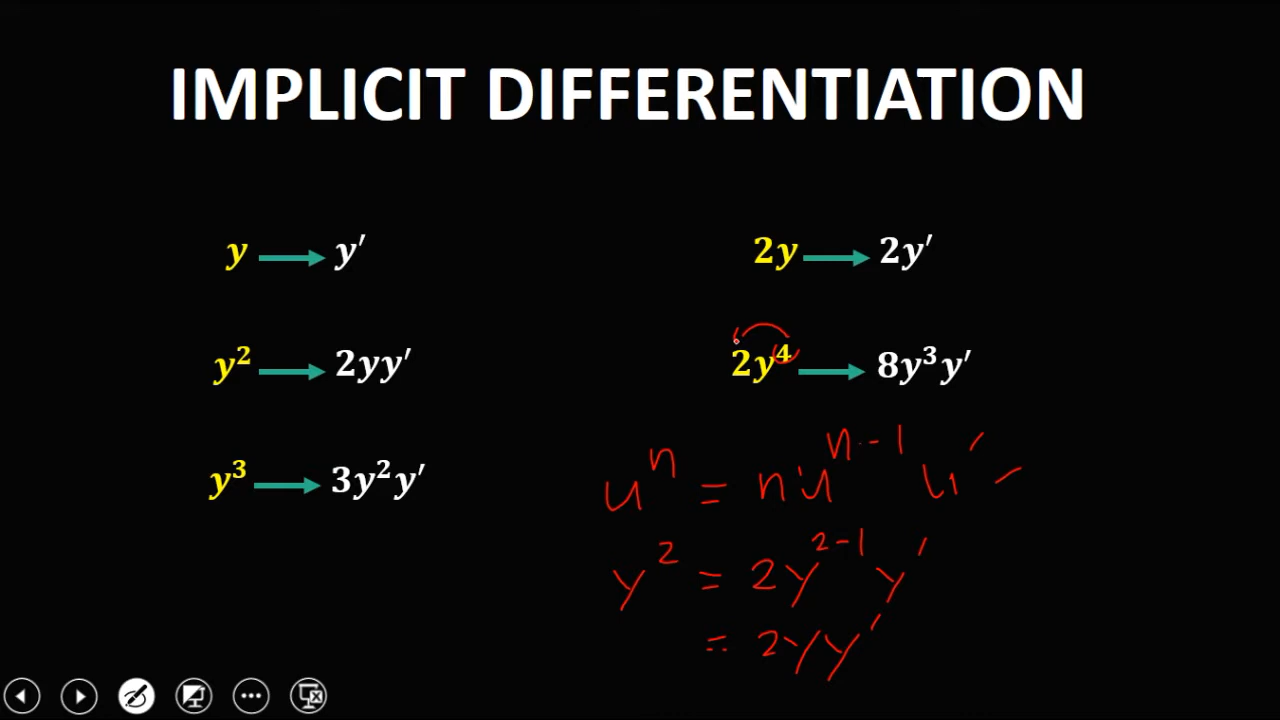 IMPLICIT DIFFERENTIATION
y → y′
2y → 2y′
y² → 2yy′
2y⁴ → 8y³y′
y³ → 3y²y′
uⁿ = nuⁿ⁻¹ u′
y² = 2y²⁻¹ y′
= 2yy′